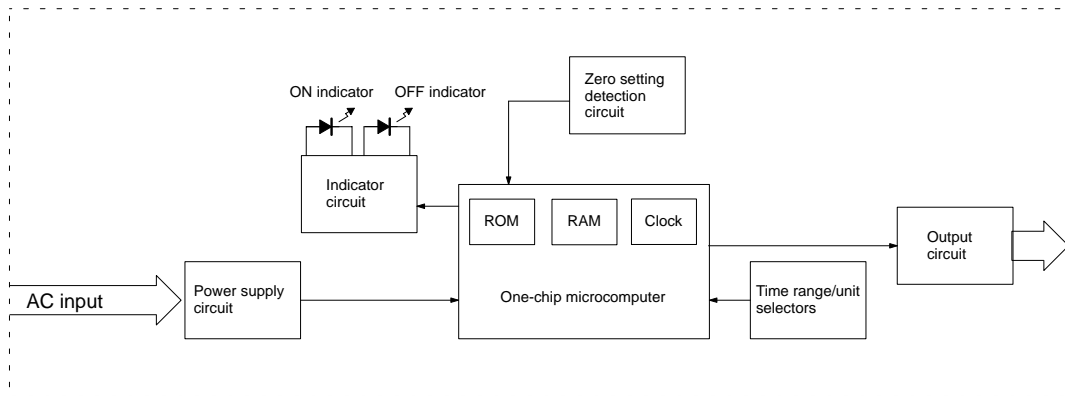 Zero setting
detection
circuit
ON indicator
OFF indicator
Indicator
circuit
ROM
RAM
Clock
Output
circuit
AC input
Power supply
circuit
One-chip microcomputer
Time range/unit
selectors